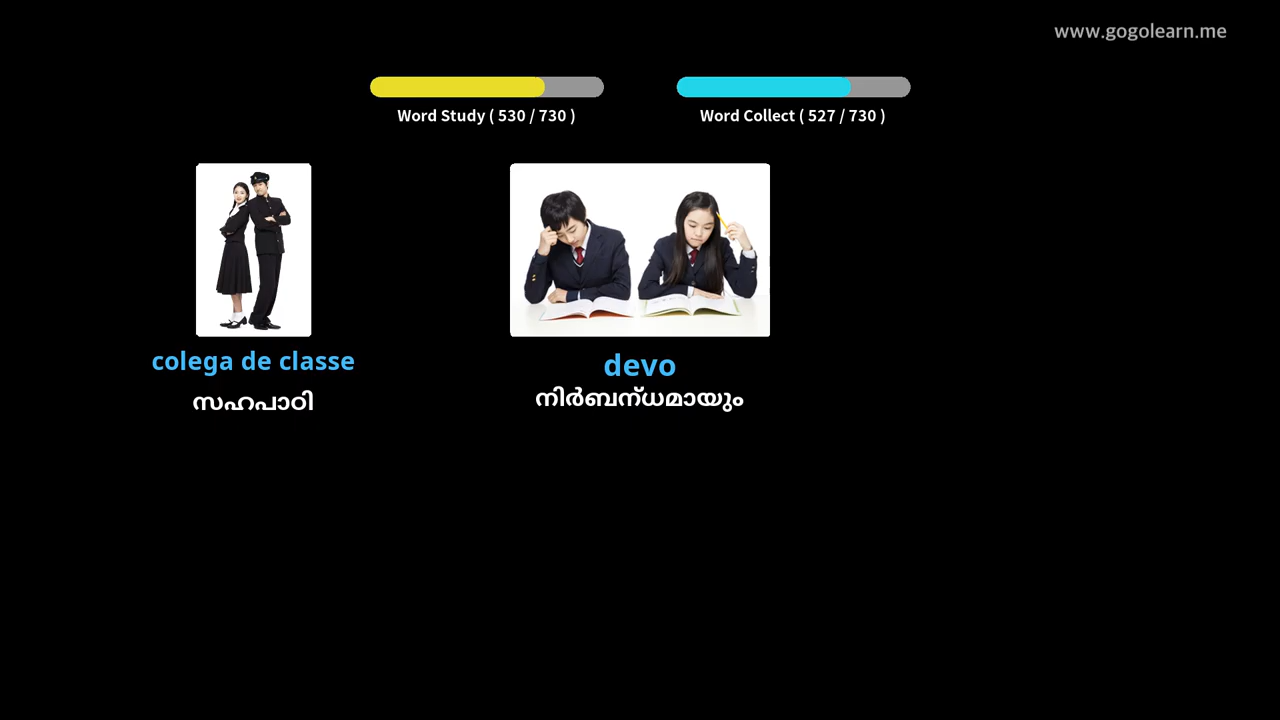 www.gogolearn.me
Word Study ( 530 / 730 )
Word Collect ( 527 / 730 )
colega de classe
സഹപാഠി
devo
നിർബന്ധമായും